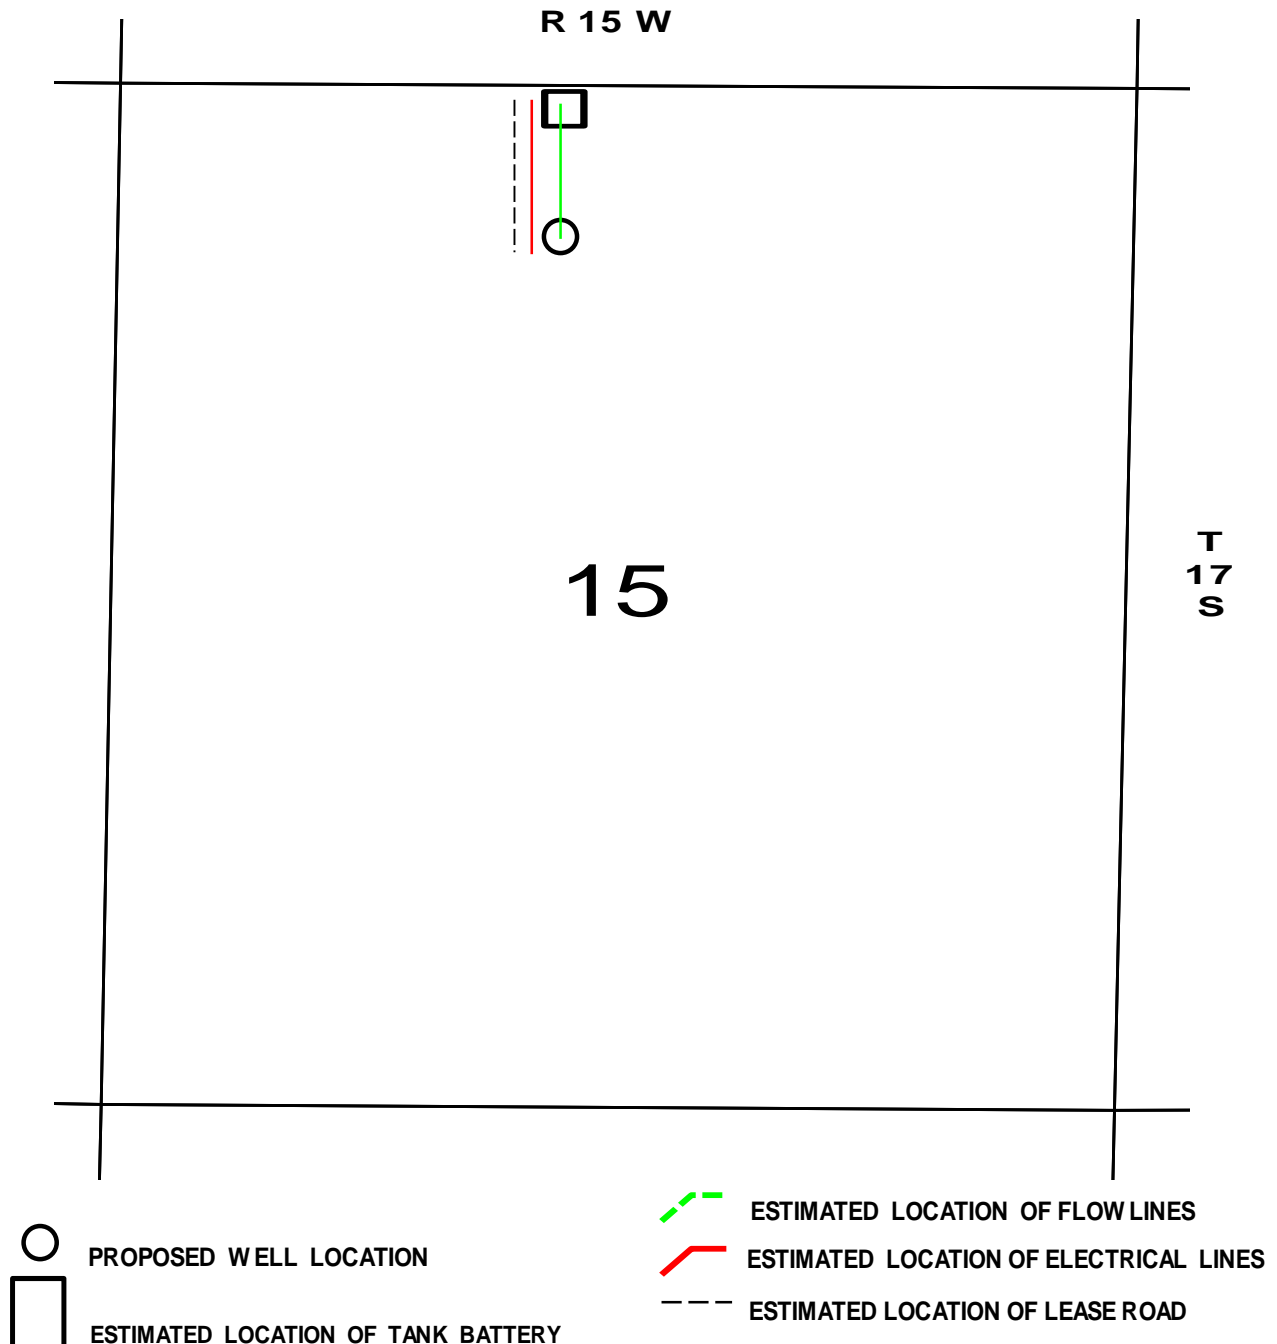 R 15 W
T
17
S
15
ESTIMATED LOCATION OF FLOW LINES
PROPOSED WELL LOCATION
ESTIMATED LOCATION OF ELECTRICAL LINES
ESTIMATED LOCATION OF LEASE ROAD
ESTIMATED LOCATION OF TANK BATTERY